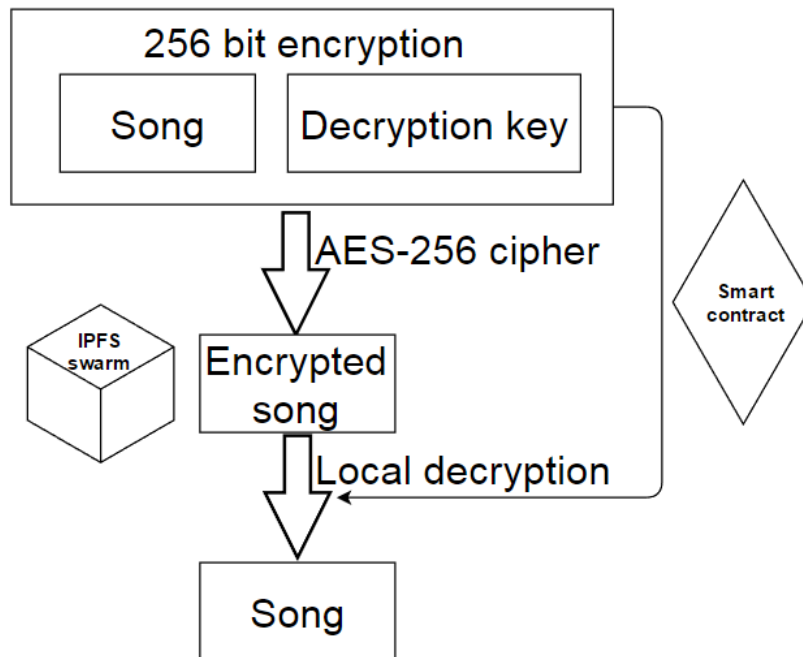 256 bit encryption
Song
Decryption key
AES-256 cipher
IPFS
swarm
Smart
contract
Encrypted
song
Local decryption
Song